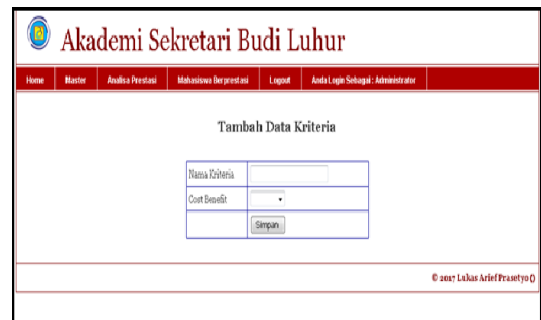 Akademi Sekretari Budi Luhur
Home Master Analisa Prestasi Mahasiswa Berprestasi Logout Anda Login Sebagai : Administrator
Tambah Data Kriteria
Nama Kriteria
Cost Benefit
Simpan
© 2017 Lukas Arief Prasetyo ()